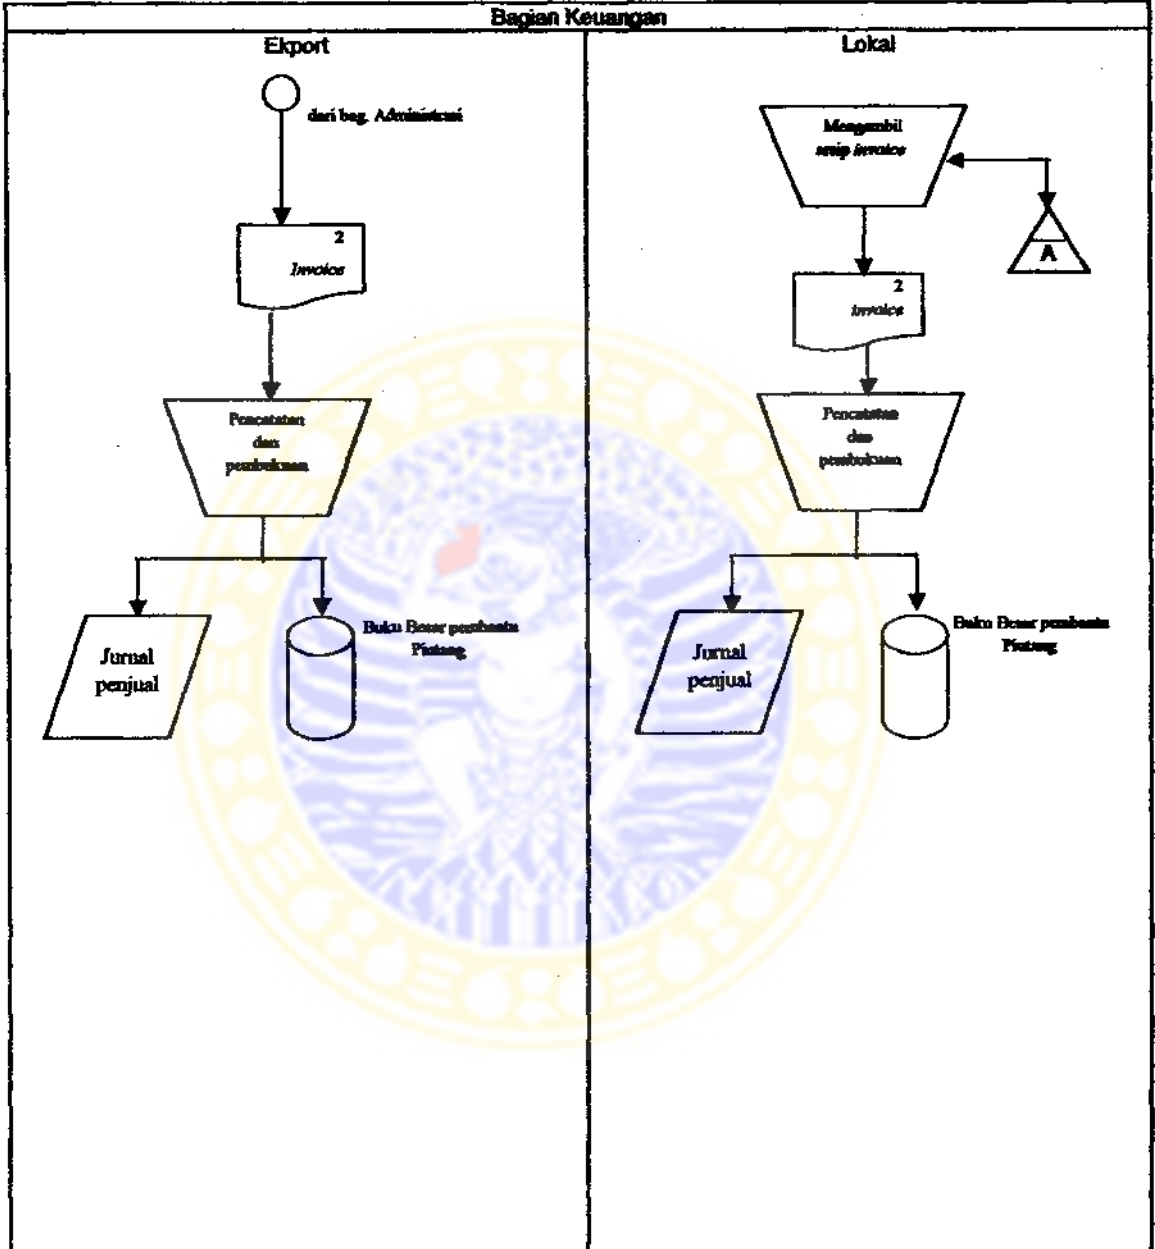 Bagian Keuangan
Ekport
dari bag. Administrasi
2
Invoice
Pencatatan
dan
pembukuan
Jurnal
penjual
Buku Besar pembantu
Piutang
Lokal
Mengambil
arsip invoice
A
2
invoice
Pencatatan
dan
pembukuan
Jurnal
penjual
Buku Besar pembantu
Piutang